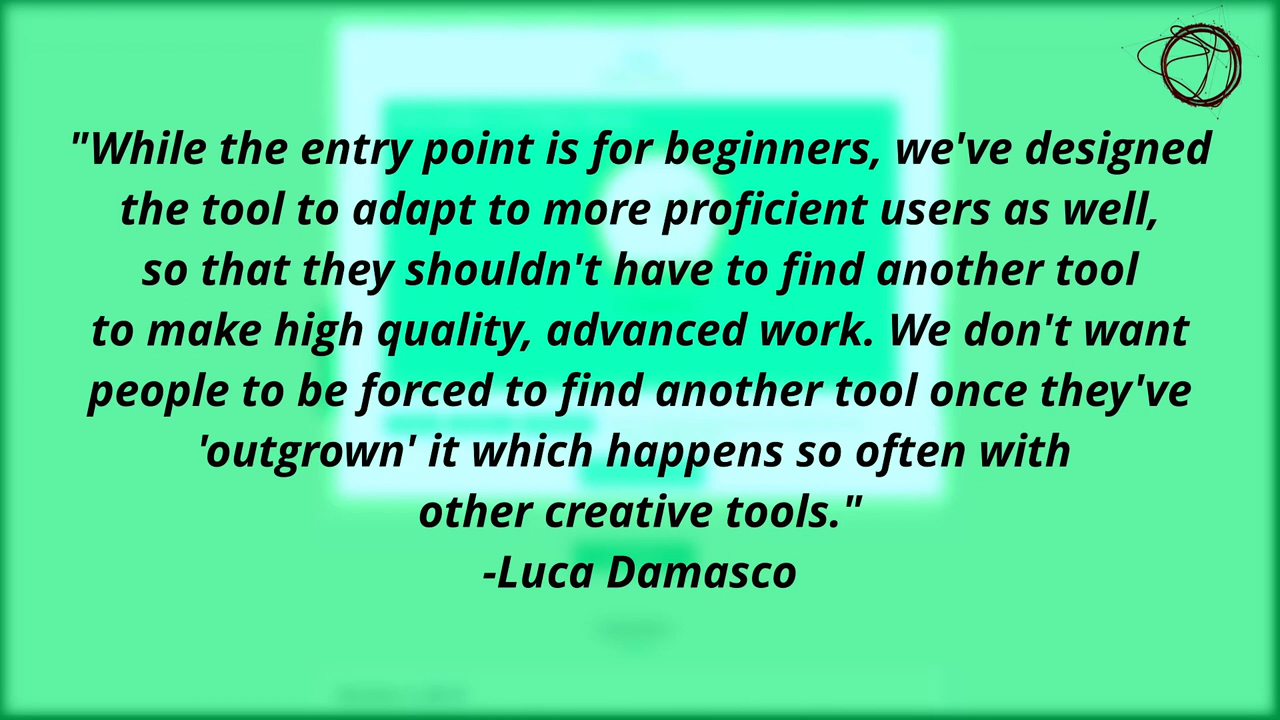 "While the entry point is for beginners, we've designed
the tool to adapt to more proficient users as well,
so that they shouldn't have to find another tool
to make high quality, advanced work. We don't want
people to be forced to find another tool once they've
'outgrown' it which happens so often with
other creative tools."
-Luca Damasco